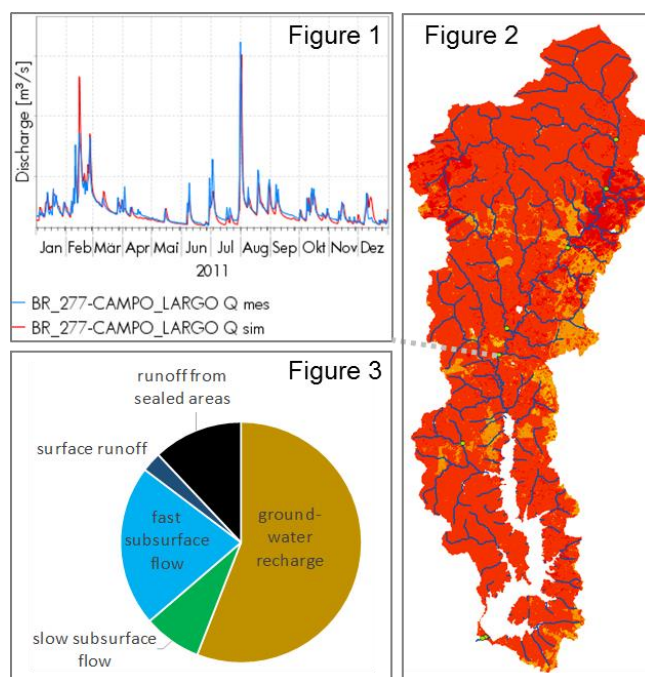 Figure 1
Discharge [m³/s]
Jan Feb Mär Apr Mai Jun Jul Aug Sep Okt Nov Dez
2011
BR_277-CAMPO_LARGO Q mes
BR_277-CAMPO_LARGO Q sim
Figure 2
Figure 3
runoff from
sealed areas
surface runoff
fast
subsurface
flow
ground-
water
recharge
slow subsurface
flow